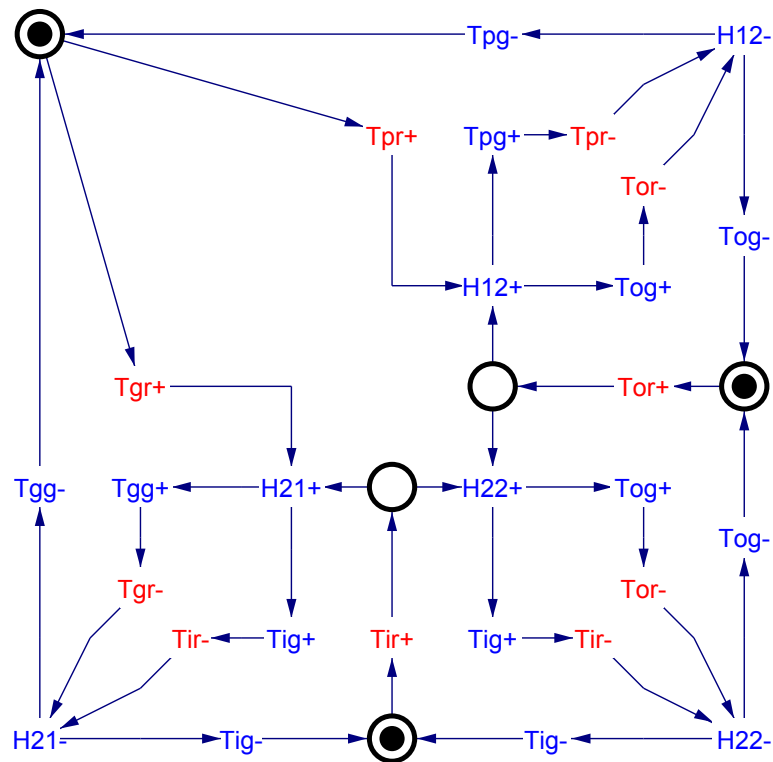 Tpg- H12-
Tpr+ Tpg+ Tpr-
Tor-
Tog-
H12+ Tog+
Tgr+ Tor+
Tgg- Tgg+ H21+ H22+ Tog+
Tog-
Tgr- Tor-
Tir- Tig+ Tir+ Tig+ Tir-
H21- Tig- Tig- H22-